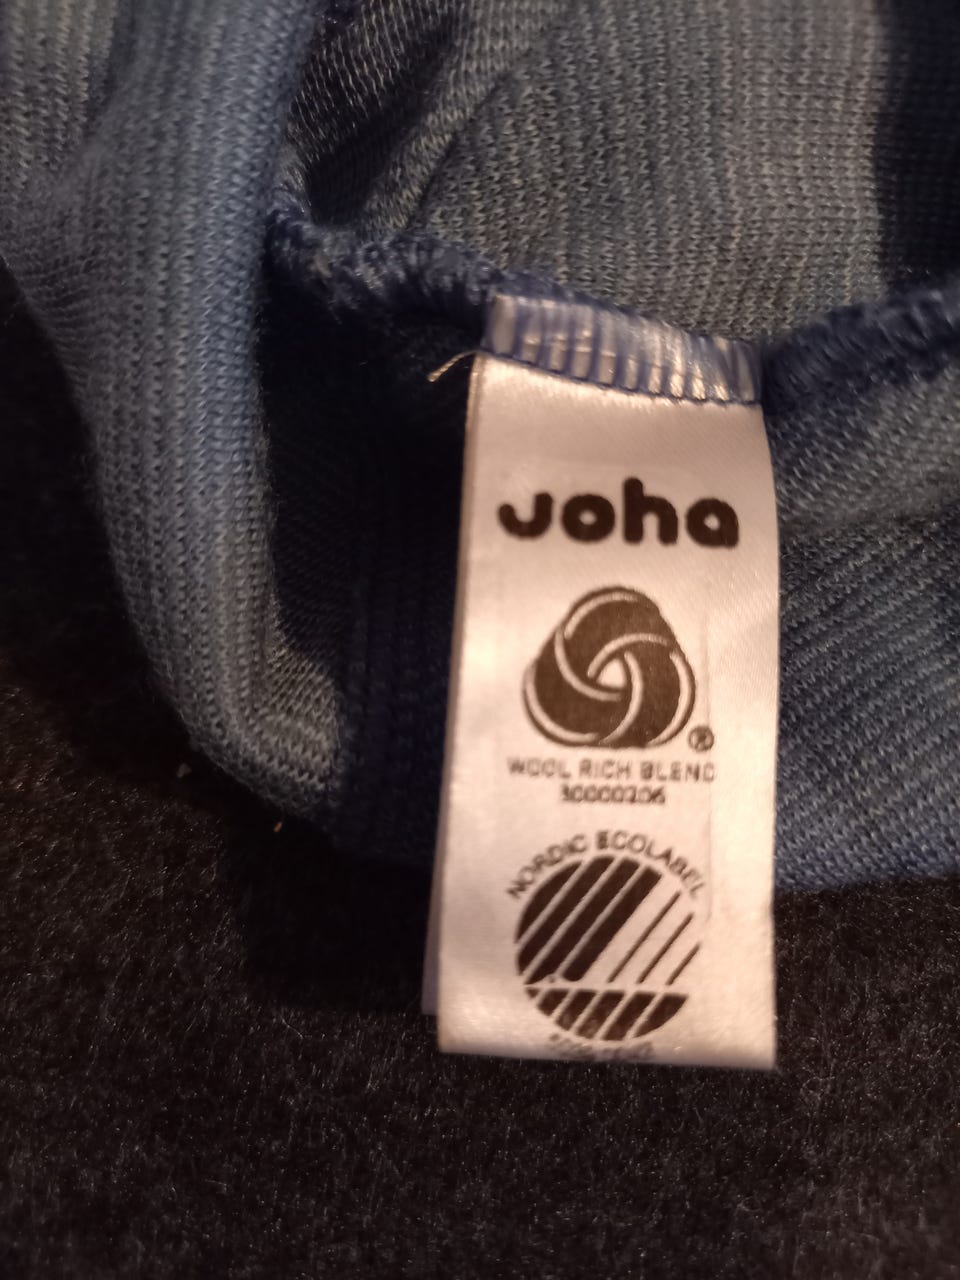 joha
®
WOOL RICH BLEND
30000206
NORDIC ECOLABEL